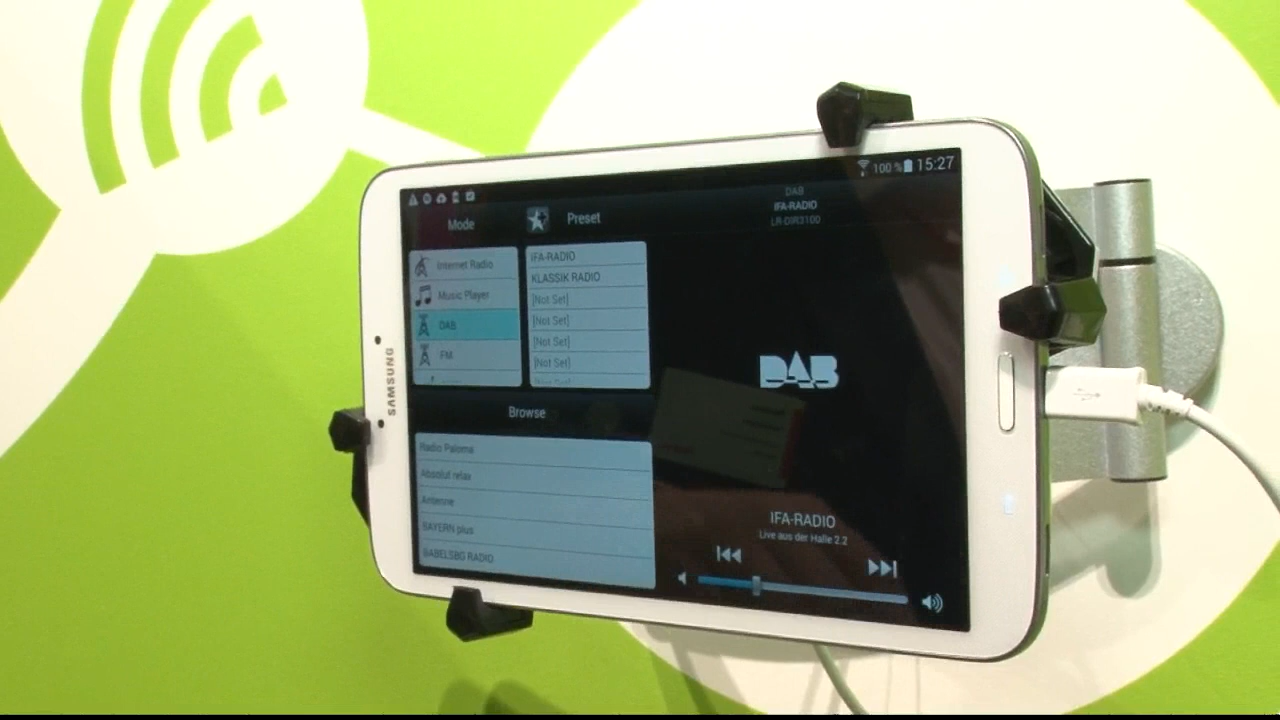 100 % 15:27
Mode
Preset
DAB
IFA-RADIO
LR-DIR3100
Internet Radio
Music Player
DAB
FM
IFA-RADIO
KLASSIK RADIO
[Not Set]
[Not Set]
[Not Set]
[Not Set]
[Not Set]
SAMSUNG
DAB
Browse
Radio Paloma
Absolut relax
Antenne
BAYERN plus
BABELSBG RADIO
IFA-RADIO
Live aus der Halle 2.2